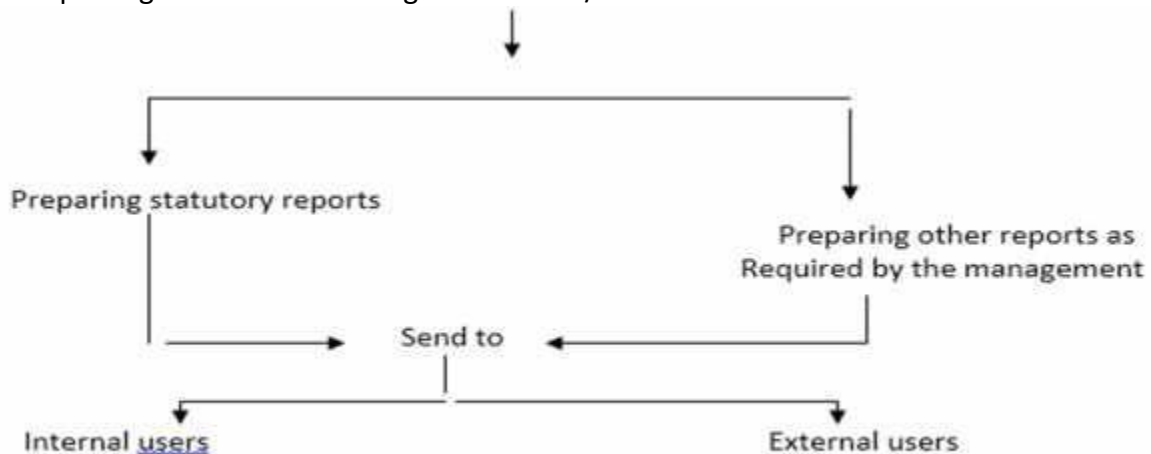 Preparing statutory reports
Preparing other reports as
Required by the management
Send to
Internal users
External users